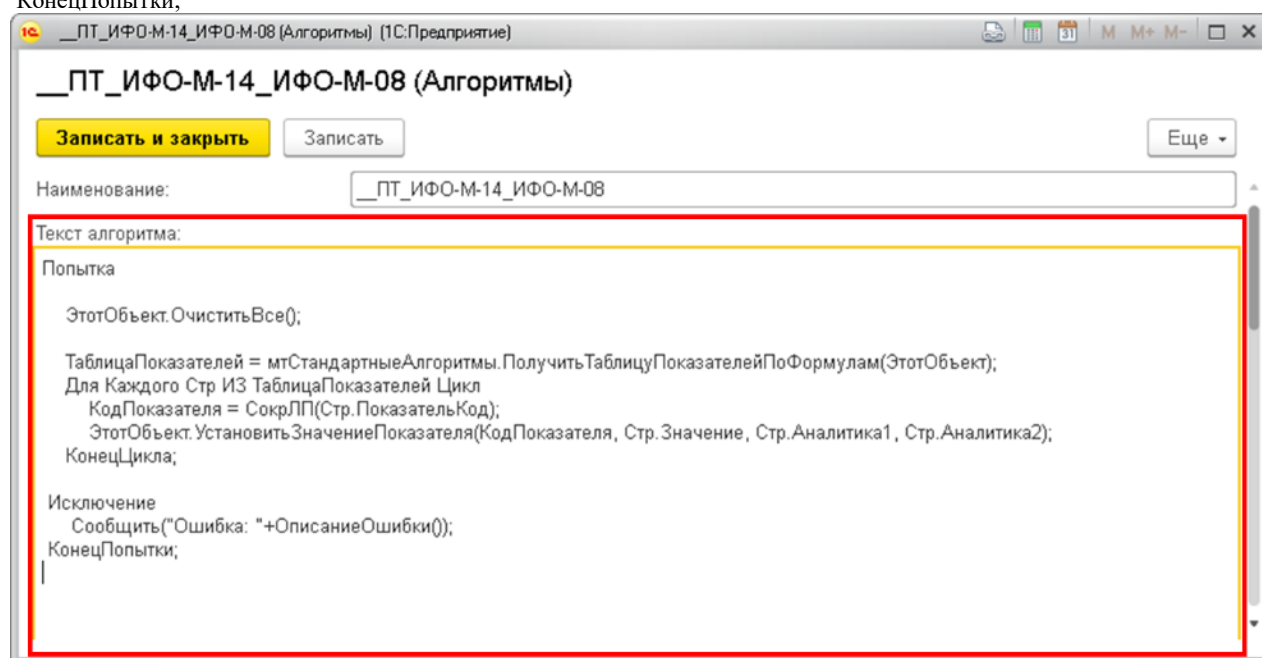 КонецПопытки;
1С __ПТ_ИФО-М-14_ИФО-М-08 (Алгоритмы) (1С:Предприятие) 31 M M+ M-
__ПТ_ИФО-М-14_ИФО-М-08 (Алгоритмы)
Записать и закрыть Записать Еще
Наименование: __ПТ_ИФО-М-14_ИФО-М-08
Текст алгоритма:
Попытка
ЭтотОбъект.ОчиститьВсе();
ТаблицаПоказателей = мтСтандартныеАлгоритмы.ПолучитьТаблицуПоказателейПоФормулам(ЭтотОбъект);
Для Каждого Стр ИЗ ТаблицаПоказателей Цикл
КодПоказателя = СокрЛП(Стр.ПоказательКод);
ЭтотОбъект.УстановитьЗначениеПоказателя(КодПоказателя, Стр.Значение, Стр.Аналитика1, Стр.Аналитика2);
КонецЦикла;
Исключение
Сообщить("Ошибка: "+ОписаниеОшибки());
КонецПопытки;